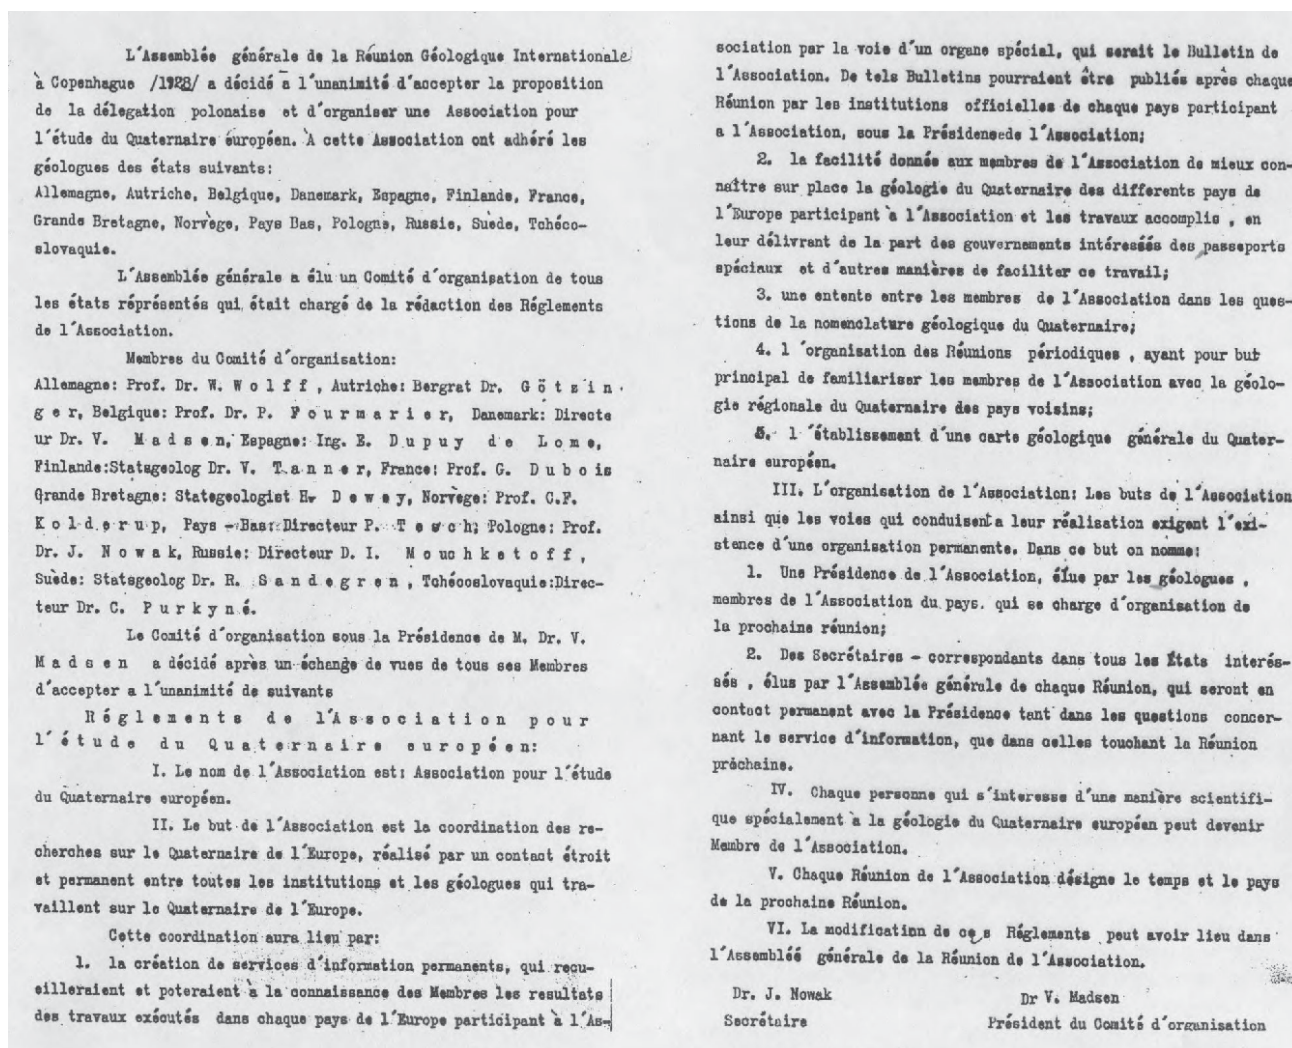 L'Assemblée générale de la Réunion Géologique Internationale
à Copenhague /1928/ a décidé à l'unanimité d'accepter la proposition
de la délegation polonaise et d'organiser une Association pour
l'étude du Quaternaire européen. À cette Association ont adhéré les
géologues des états suivants:
Allemagne, Autriche, Belgique, Danemark, Espagne, Finlande, France,
Grande Bretagne, Norvège, Pays Bas, Pologne, Russie, Suède, Tchéco-
slovaquie.
L'Assemblée générale a élu un Comité d'organisation de tous
les états réprésentés qui était chargé de la rédaction des Réglements
de l'Association.
Membres du Comité d'organisation:
Allemagne: Prof. Dr. W. W o l f f , Autriche: Bergrat Dr. G ö t z i n
g e r, Belgique: Prof. Dr. P. F o u r m a r i e r, Danemark: Directe
ur Dr. V. M a d s e n, Espagne: Ing. E. D u p u y d e L o m e,
Finlande:Statsgeolog Dr. V. T a n n e r, France: Prof. G. D u b o is
Grande Bretagne: Stategeologist H. D e w e y, Norvège: Prof. C.F.
K o l d e r u p, Pays - Bas: Directeur P. T e s c h; Pologne: Prof.
Dr. J. N o w a k, Russie: Directeur D. I. M o u c h k e t o f f ,
Suède: Statsgeolog Dr. R. S a n d e g r e n , Tchécoslovaquie:Direc-
teur Dr. C. P u r k y n é.
Le Comité d'organisation sous la Présidence de M. Dr. V.
M a d s e n a décidé après un échange de vues de tous ses Membres
d'accepter a l'unanimité de suivants
R é g l e m e n t s d e l'A s s o c i a t i o n p o u r
l' é t u d e d u Q u a t e r n a i r e e u r o p é e n:
I. Le nom de l'Association est: Association pour l'étude
du Quaternaire européen.
II. Le but de l'Association est la coordination des re-
cherches sur le Quaternaire de l'Europe, réalisé par un contact étroit
et permanent entre toutes les institutions et les géologues qui tra-
vaillent sur le Quaternaire de l'Europe.
Cette coordination aura lieu par:
1. la création de services d'information permanents, qui recu-
eilleraient et poteraient à la connaissance des Membres les resultats
des travaux exécutés dans chaque pays de l'Europe participant à l'As-
sociation par la voie d'un organe spécial, qui serait le Bulletin de
l'Association. De tels Bulletins pourraient être publiés après chaque
Réunion par les institutions officielles de chaque pays participant
a l'Association, sous la Présidensede l'Association;
2. la facilité donnée aux membres de l'Association de mieux con-
naître sur place la géologie du Quaternaire des differents pays de
l'Europe participant à l'Association et les travaux accomplis , en
leur délivrant de la part des gouvernements intéressés des passeports
spéciaux et d'autres manières de faciliter ce travail;
3. une entente entre les membres de l'Association dans les ques-
tions de la nomenclature géologique du Quaternaire;
4. l 'organisation des Réunions périodiques , ayant pour but
principal de familiariser les membres de l'Association avec la géolo-
gie régionale du Quaternaire des pays voisins;
5. l 'établissement d'une carte géologique générale du Quater-
naire européen.
III. L'organisation de l'Association: Les buts de l'Association
ainsi que les voies qui conduisent a leur réalisation exigent l'exi-
stence d'une organisation permanente. Dans ce but on nomme:
1. Une Présidence de l'Association, élue par les géologues ,
membres de l'Association du pays. qui se charge d'organisation de
la prochaine réunion;
2. Des Secrétaires - correspondants dans tous les États interés-
sés , élus par l'Assemblée générale de chaque Réunion, qui seront en
contact permanent avec la Présidence tant dans les questions concer-
nant le service d'information, que dans celles touchant la Réunion
prochaine.
IV. Chaque personne qui s'interesse d'une manière scientifi-
que spécialement à la géologie du Quaternaire européen peut devenir
Membre de l'Association.
V. Chaque Réunion de l'Association désigne le temps et le pays
de la prochaine Réunion.
VI. La modification de ces Réglements peut avoir lieu dans
l'Assembléé générale de la Réunion de l'Association.
Dr. J. Nowak Dr V. Madsen
Secrétaire Président du Comité d'organisation